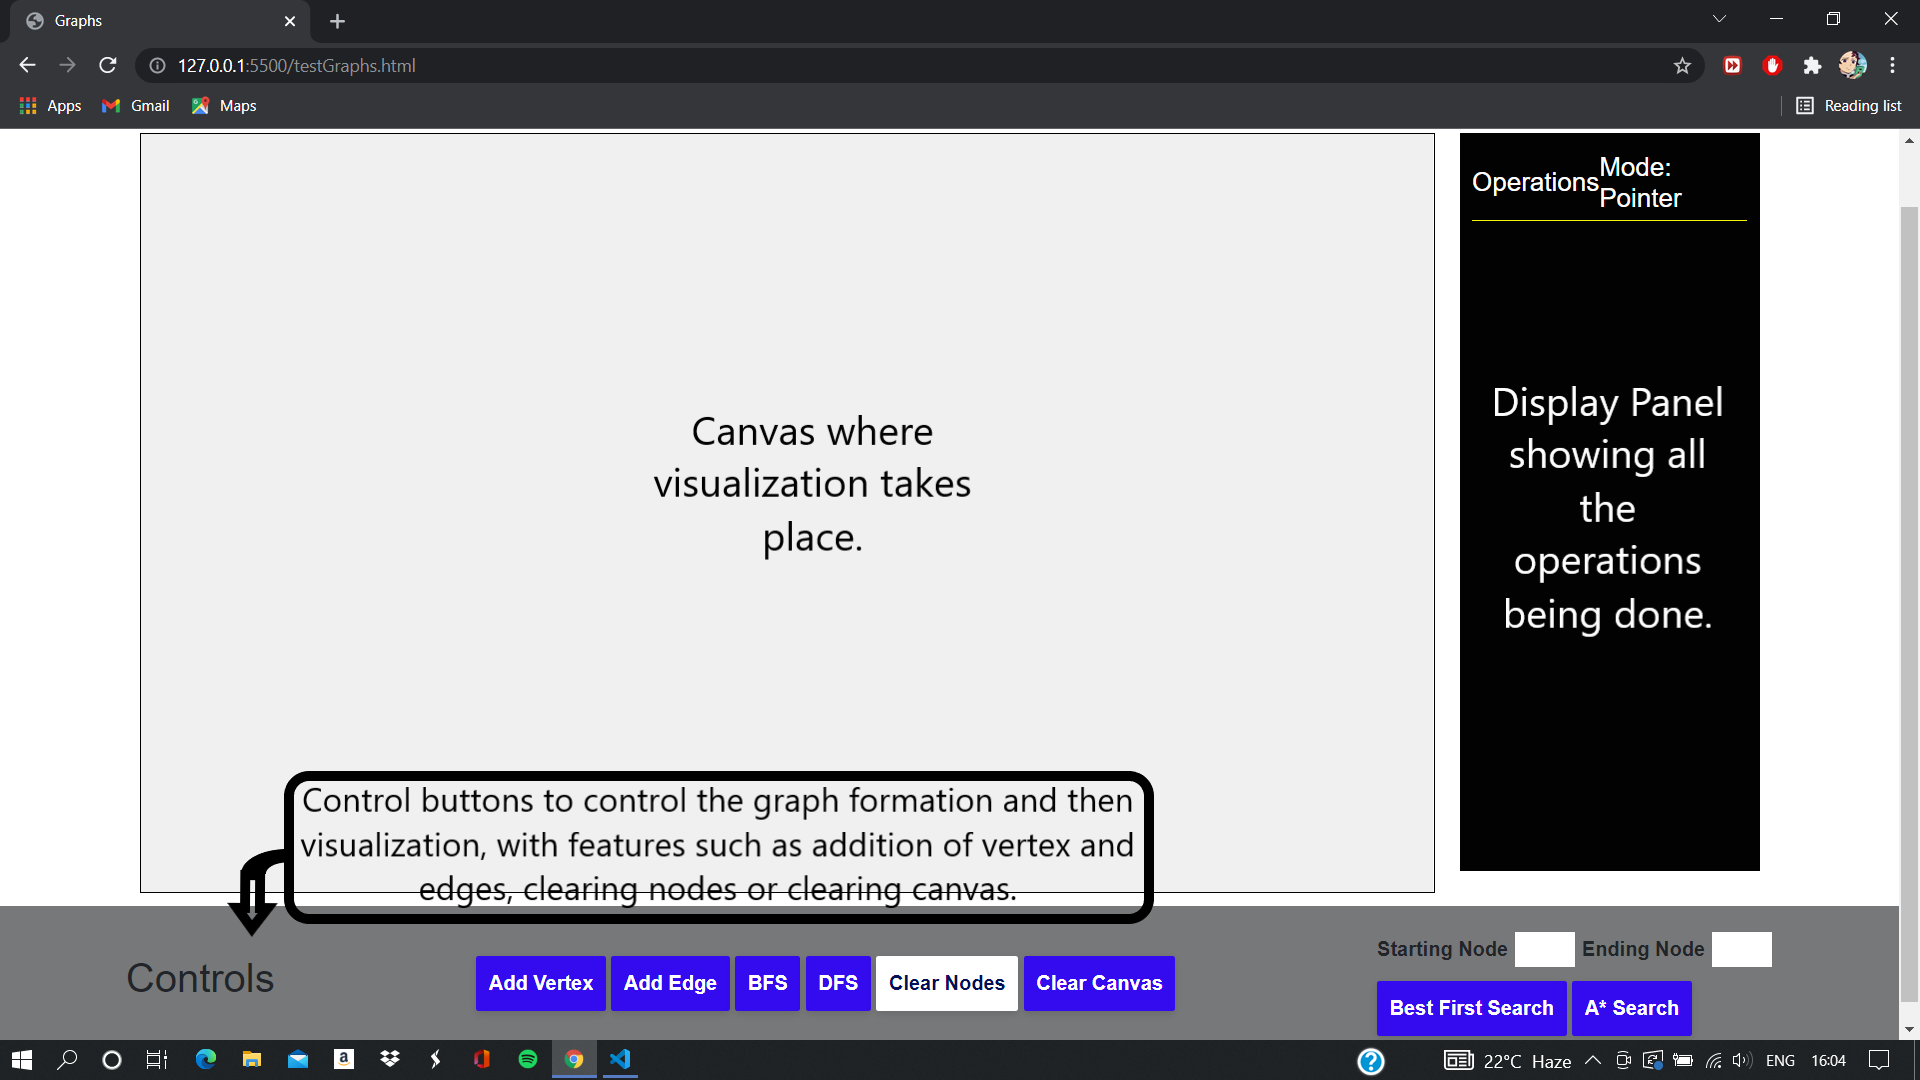 Graphs
127.0.0.1:5500/testGraphs.html
Apps Gmail Maps Reading list
Operations
Mode:
Pointer
Canvas where
visualization takes
place.
Display Panel
showing all
the
operations
being done.
Control buttons to control the graph formation and then
visualization, with features such as addition of vertex and
edges, clearing nodes or clearing canvas.
Controls
Add Vertex Add Edge BFS DFS Clear Nodes Clear Canvas
Starting Node Ending Node
Best First Search A* Search
22°C Haze ENG 16:04